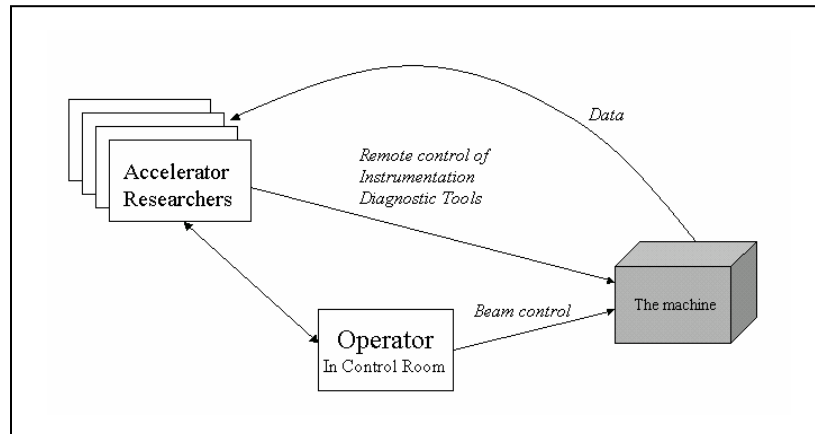 Data
Accelerator
Researchers
Remote control of
Instrumentation
Diagnostic Tools
The machine
Beam control
Operator
In Control Room